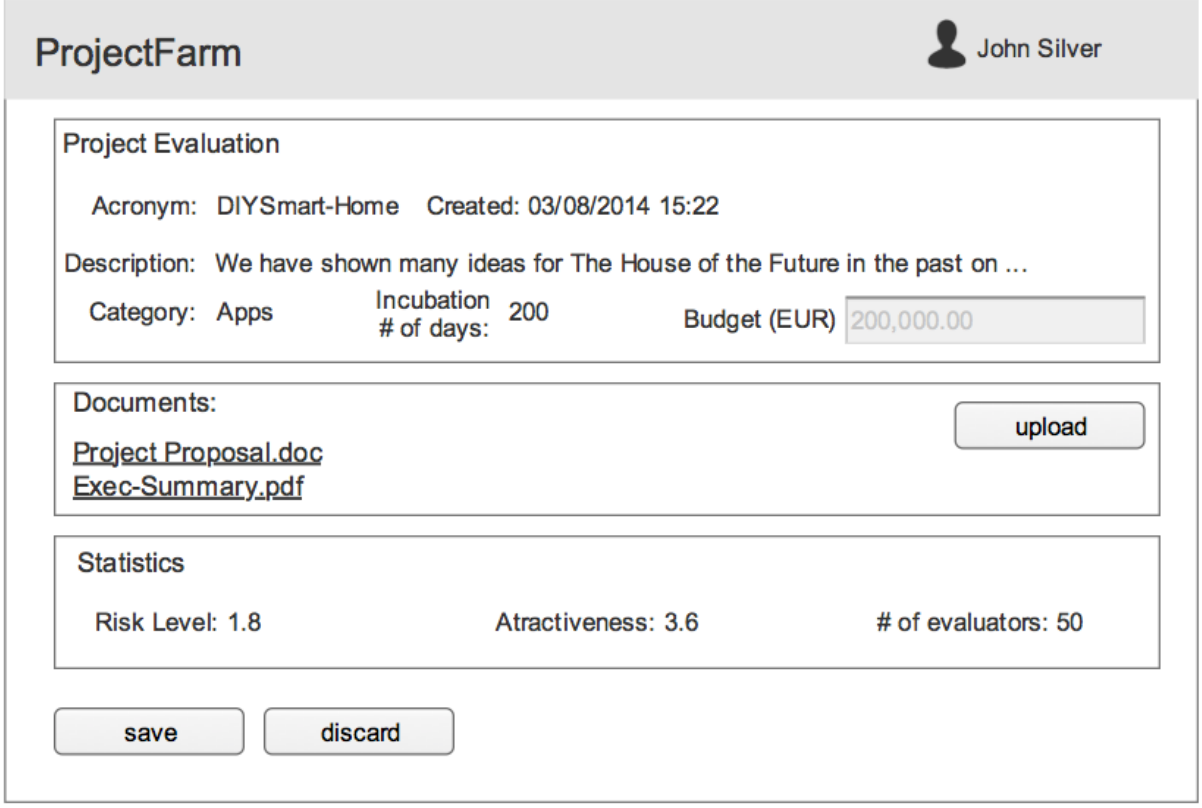 ProjectFarm
John Silver
Project Evaluation
Acronym: DIYSmart-Home Created: 03/08/2014 15:22
Description: We have shown many ideas for The House of the Future in the past on ...
Category: Apps
Incubation
# of days: 200
Budget (EUR) 200,000.00
Documents:
upload
Project Proposal.doc
Exec-Summary.pdf
Statistics
Risk Level: 1.8 Atractiveness: 3.6 # of evaluators: 50
save discard